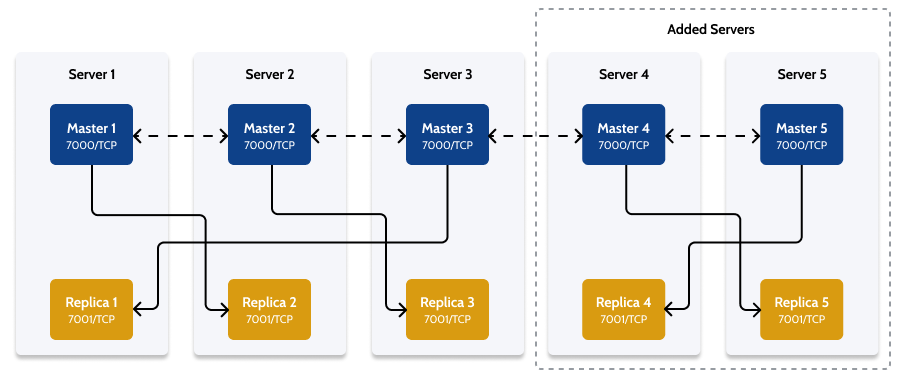 Added Servers
Server 1
Server 2
Server 3
Server 4
Server 5
Master 1
7000/TCP
Master 2
7000/TCP
Master 3
7000/TCP
Master 4
7000/TCP
Master 5
7000/TCP
Replica 1
7001/TCP
Replica 2
7001/TCP
Replica 3
7001/TCP
Replica 4
7001/TCP
Replica 5
7001/TCP